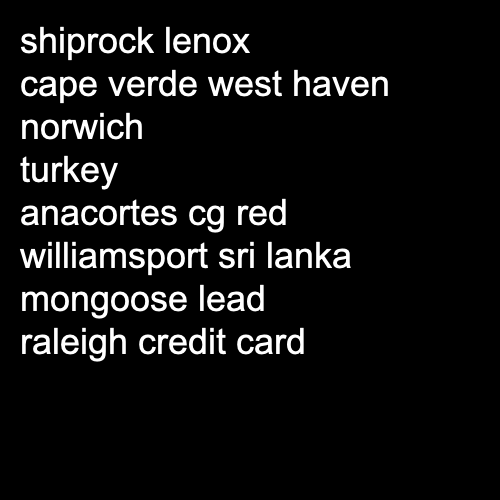 shiprock lenox
cape verde west haven
norwich
turkey
anacortes cg red
williamsport sri lanka
mongoose lead
raleigh credit card